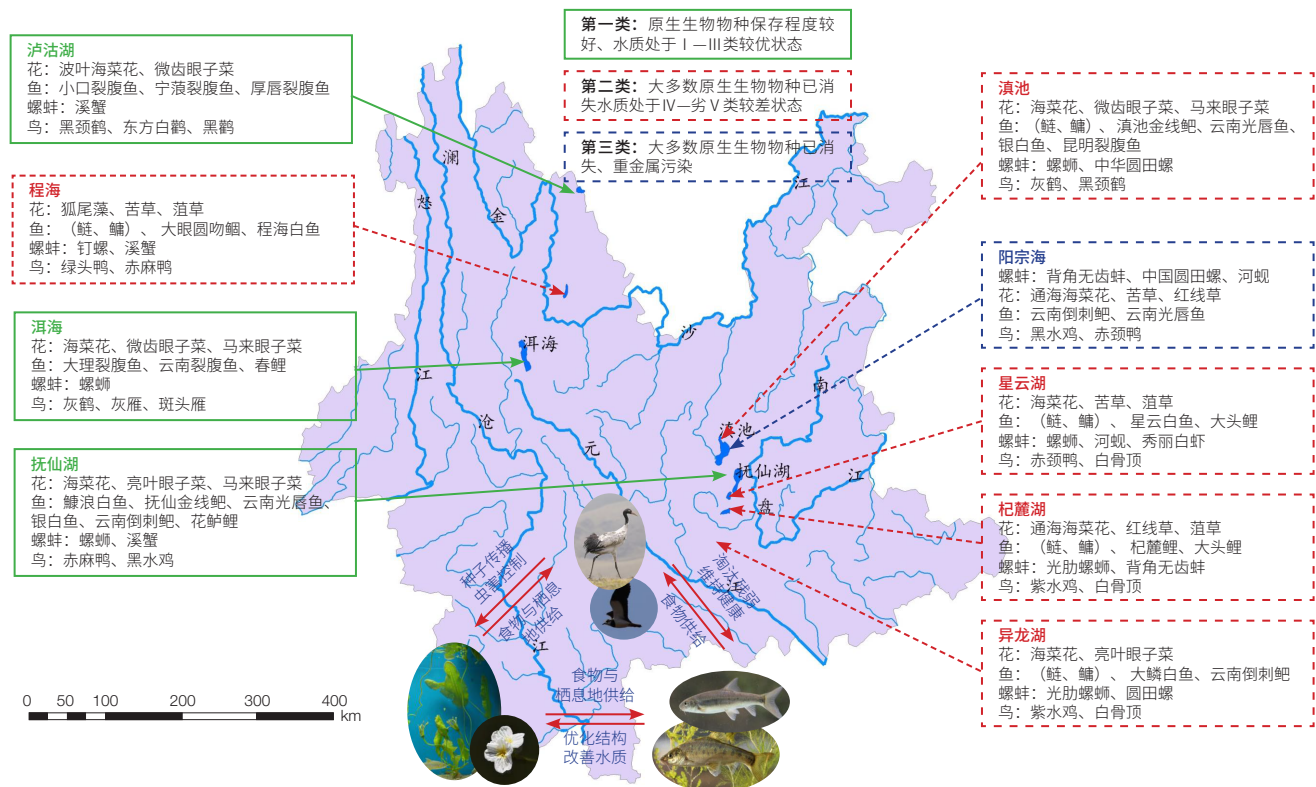 第一类：原生生物物种保存程度较
好、水质处于Ⅰ—Ⅲ类较优状态
第二类：大多数原生生物物种已消
失水质处于Ⅳ—劣Ⅴ类较差状态
第三类：大多数原生生物物种已消
失、重金属污染
泸沽湖
花：波叶海菜花、微齿眼子菜
鱼：小口裂腹鱼、宁蒗裂腹鱼、厚唇裂腹鱼
螺蚌：溪蟹
鸟：黑颈鹤、东方白鹳、黑鹳
程海
花：狐尾藻、苦草、菹草
鱼：（鲢、鳙）、大眼圆吻鲴、程海白鱼
螺蚌：钉螺、溪蟹
鸟：绿头鸭、赤麻鸭
洱海
花：海菜花、微齿眼子菜、马来眼子菜
鱼：大理裂腹鱼、云南裂腹鱼、春鲤
螺蚌：螺蛳
鸟：灰鹤、灰雁、斑头雁
抚仙湖
花：海菜花、亮叶眼子菜、马来眼子菜
鱼：鱇浪白鱼、抚仙金线鲃、云南光唇鱼、
银白鱼、云南倒刺鲃、花鲈鲤
螺蚌：螺蛳、溪蟹
鸟：赤麻鸭、黑水鸡
滇池
花：海菜花、微齿眼子菜、马来眼子菜
鱼：（鲢、鳙）、滇池金线鲃、云南光唇鱼、
银白鱼、昆明裂腹鱼
螺蚌：螺蛳、中华圆田螺
鸟：灰鹤、黑颈鹤
阳宗海
螺蚌：背角无齿蚌、中国圆田螺、河蚬
花：通海海菜花、苦草、红线草
鱼：云南倒刺鲃、云南光唇鱼
鸟：黑水鸡、赤颈鸭
星云湖
花：海菜花、苦草、菹草
鱼：（鲢、鳙）、星云白鱼、大头鲤
螺蚌：螺蛳、河蚬、秀丽白虾
鸟：赤颈鸭、白骨顶
杞麓湖
花：通海海菜花、红线草、菹草
鱼：（鲢、鳙）、杞麓鲤、大头鲤
螺蚌：光肋螺蛳、背角无齿蚌
鸟：紫水鸡、白骨顶
异龙湖
花：海菜花、亮叶眼子菜
鱼：（鲢、鳙）、大鳞白鱼、云南倒刺鲃
螺蚌：光肋螺蛳、圆田螺
鸟：紫水鸡、白骨顶
怒
江
澜
沧
江
金
沙
江
元
江
南
盘
江
洱海
滇池
抚仙湖
种子传播
虫害控制
食物与栖息
地供给
淘汰残弱
维持健康
食物供给
食物与
栖息地供给
优化结构
改善水质
0 50 100 200 300 400
km